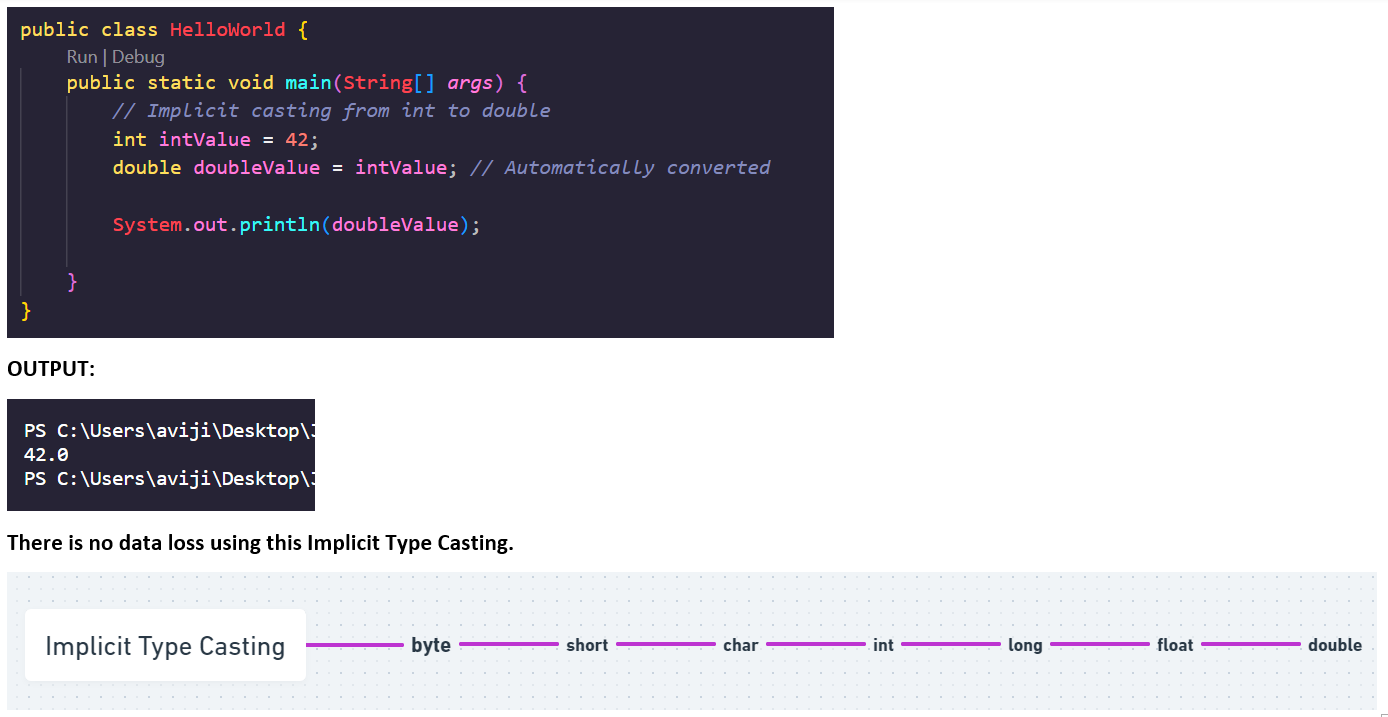 public class HelloWorld {
Run | Debug
public static void main(String[] args) {
// Implicit casting from int to double
int intValue = 42;
double doubleValue = intValue; // Automatically converted
System.out.println(doubleValue);
}
}
OUTPUT:
PS C:\Users\aviji\Desktop\
42.0
PS C:\Users\aviji\Desktop\
There is no data loss using this Implicit Type Casting.
Implicit Type Casting byte short char int long float double